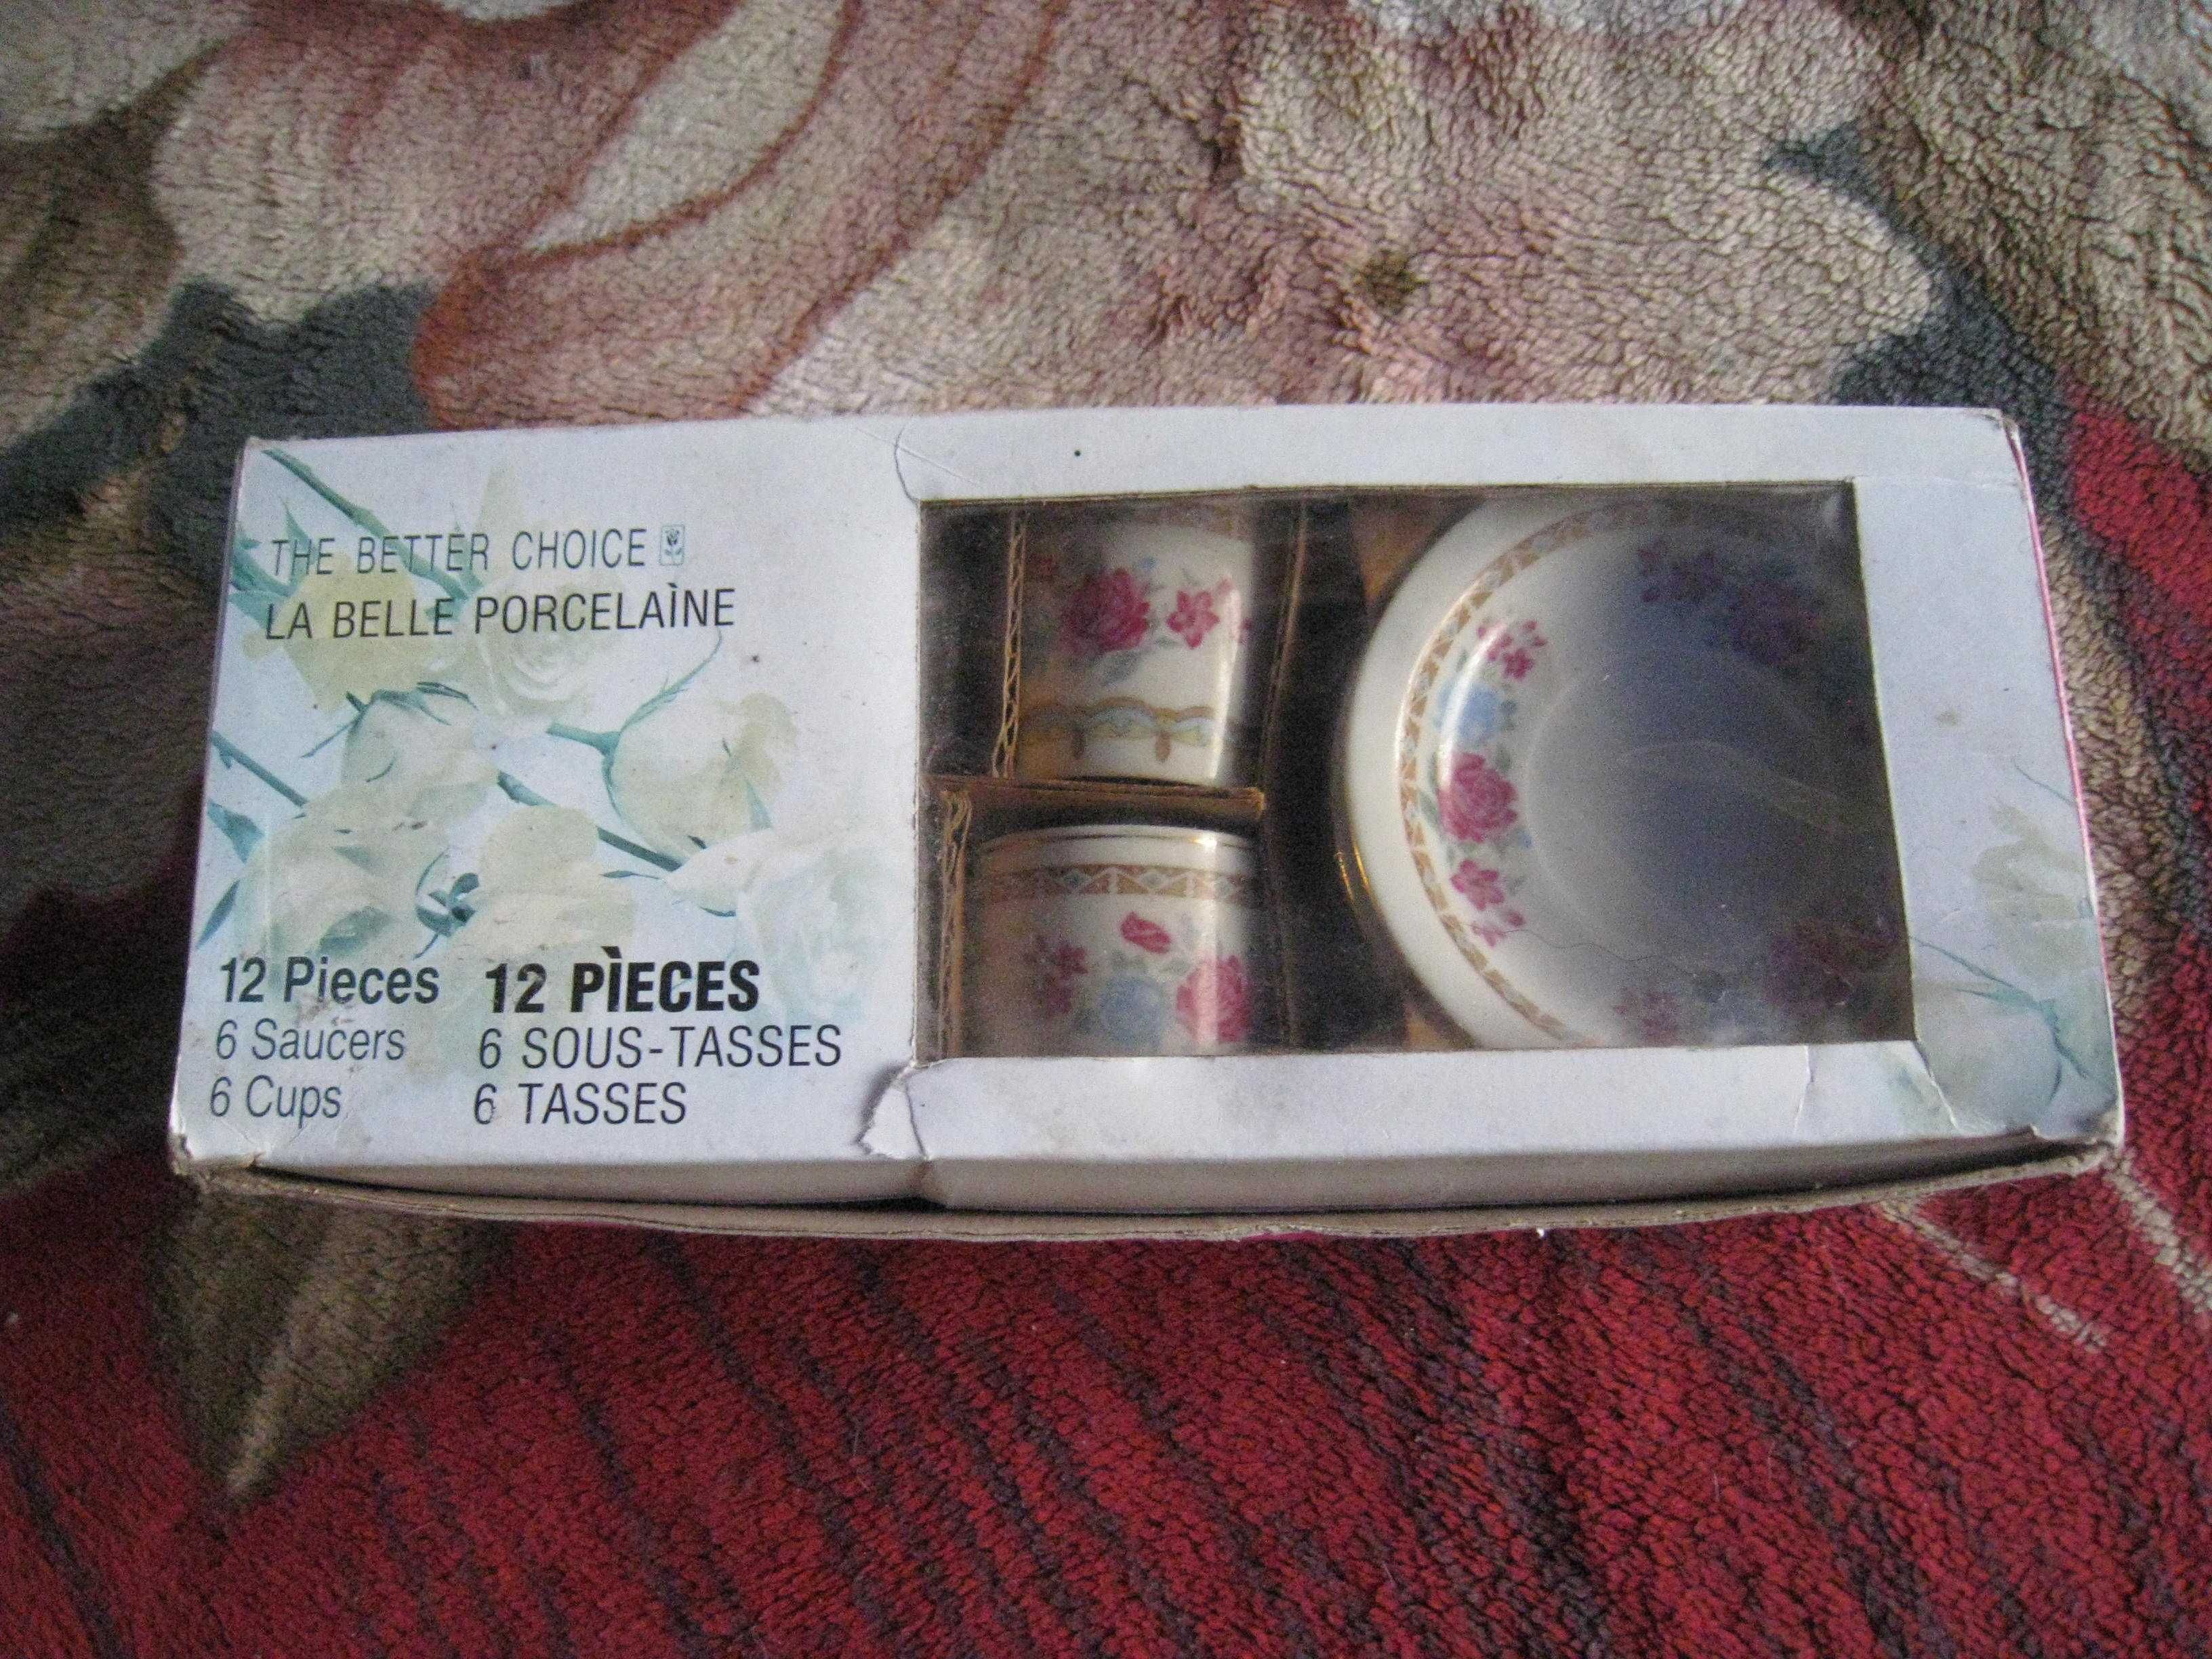 THE BETTER CHOICE
LA BELLE PORCELAÌNE
12 Pieces
6 Saucers
6 Cups
12 PÌECES
6 SOUS-TASSES
6 TASSES